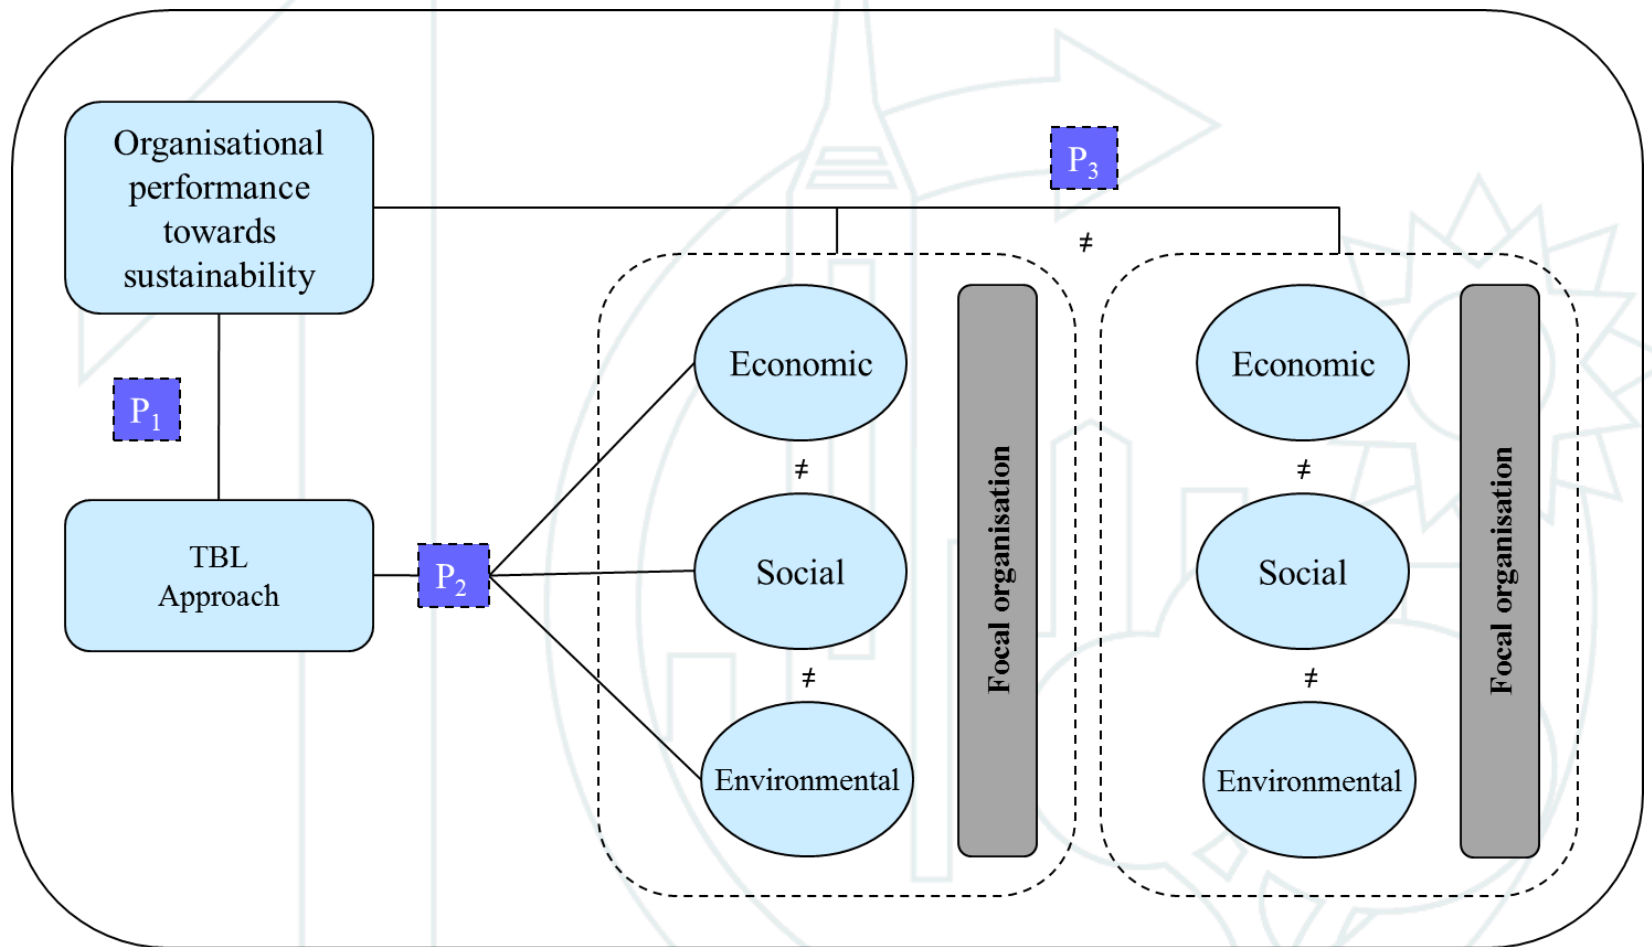 Organisational
performance
towards
sustainability
P3
≠
P1
TBL
Approach
P2
Economic
≠
Social
≠
Environmental
Focal organisation
Economic
≠
Social
≠
Environmental
Focal organisation